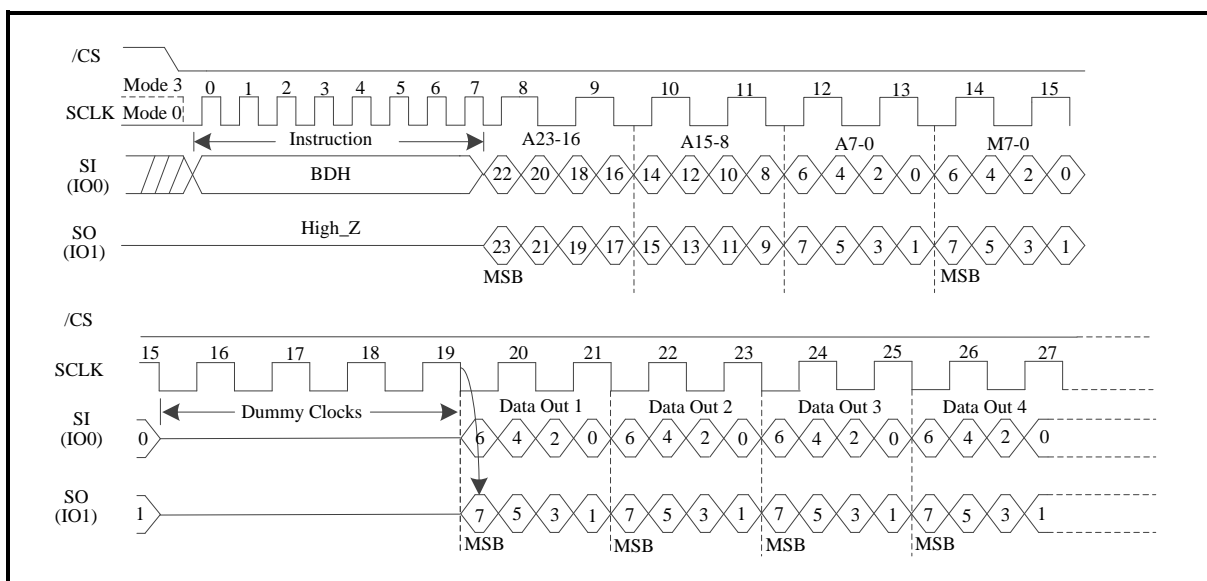 /CS
Mode 3 0 1 2 3 4 5 6 7 8 9 10 11 12 13 14 15
SCLK Mode 0
Instruction A23-16 A15-8 A7-0 M7-0
SI
(IO0) BDH 22 20 18 16 14 12 10 8 6 4 2 0 6 4 2 0
High_Z
SO
(IO1) 23 21 19 17 15 13 11 9 7 5 3 1 7 5 3 1
MSB MSB
/CS
15 16 17 18 19 20 21 22 23 24 25 26 27
SCLK
Dummy Clocks Data Out 1 Data Out 2 Data Out 3 Data Out 4
SI
(IO0) 0 6 4 2 0 6 4 2 0 6 4 2 0 6 4 2 0
SO
(IO1) 1 7 5 3 1 7 5 3 1 7 5 3 1 7 5 3 1
MSB MSB MSB MSB